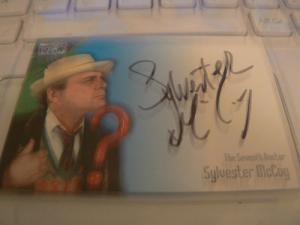 Sylvester
McCoy
The Seventh Doctor
Sylvester McCoy